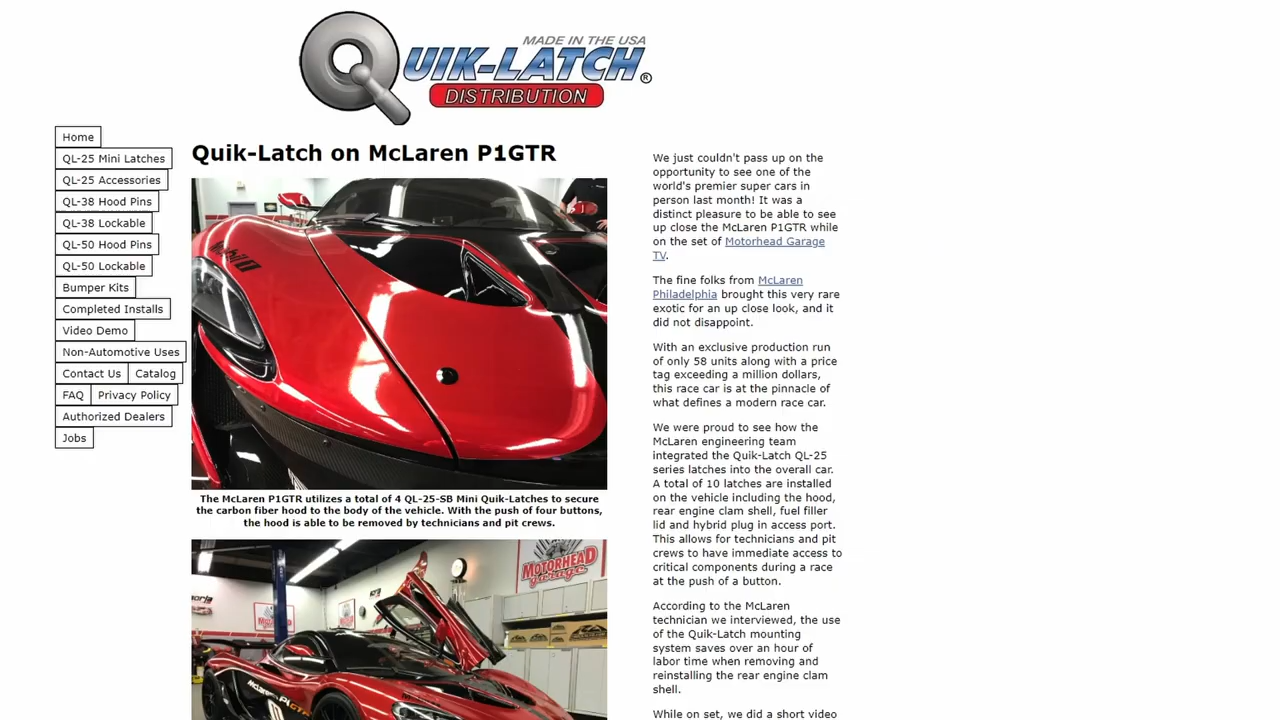 MADE IN THE USA
QUIK-LATCH®
DISTRIBUTION
Home
QL-25 Mini Latches
QL-25 Accessories
QL-38 Hood Pins
QL-38 Lockable
QL-50 Hood Pins
QL-50 Lockable
Bumper Kits
Completed Installs
Video Demo
Non-Automotive Uses
Contact Us
Catalog
FAQ
Privacy Policy
Authorized Dealers
Jobs
Quik-Latch on McLaren P1GTR
Mobil 1
The McLaren P1GTR utilizes a total of 4 QL-25-SB Mini Quik-Latches to secure
the carbon fiber hood to the body of the vehicle. With the push of four buttons,
the hood is able to be removed by technicians and pit crews.
MOTORHEAD
garage
MOTORHEAD
McLaren P1GTR
We just couldn't pass up on the
opportunity to see one of the
world's premier super cars in
person last month! It was a
distinct pleasure to be able to see
up close the McLaren P1GTR while
on the set of Motorhead Garage
TV.
The fine folks from McLaren
Philadelphia brought this very rare
exotic for an up close look, and it
did not disappoint.
With an exclusive production run
of only 58 units along with a price
tag exceeding a million dollars,
this race car is at the pinnacle of
what defines a modern race car.
We were proud to see how the
McLaren engineering team
integrated the Quik-Latch QL-25
series latches into the overall car.
A total of 10 latches are installed
on the vehicle including the hood,
rear engine clam shell, fuel filler
lid and hybrid plug in access port.
This allows for technicians and pit
crews to have immediate access to
critical components during a race
at the push of a button.
According to the McLaren
technician we interviewed, the use
of the Quik-Latch mounting
system saves over an hour of
labor time when removing and
reinstalling the rear engine clam
shell.
While on set, we did a short video